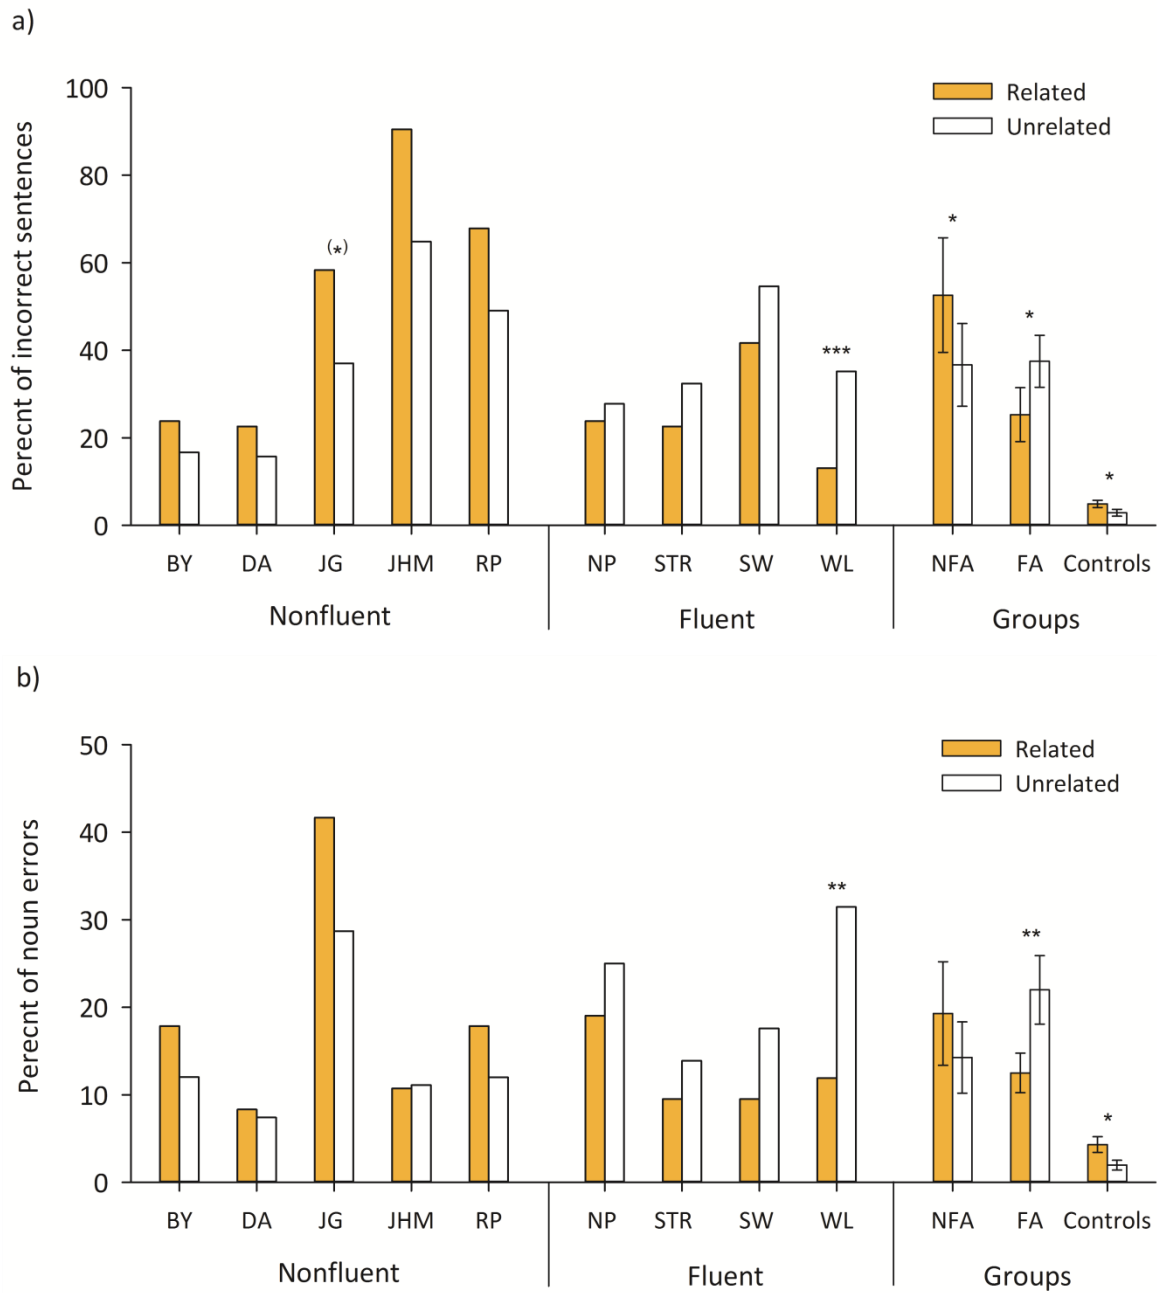 a)
Perecnt of incorrect sentences
100
80
60
40
20
0
Related
Unrelated
(*)
***
*
*
*
BY DA JG JHM RP NP STR SW WL NFA FA Controls
Nonfluent Fluent Groups
b)
Perecnt of noun errors
50
40
30
20
10
0
Related
Unrelated
**
**
*
BY DA JG JHM RP NP STR SW WL NFA FA Controls
Nonfluent Fluent Groups